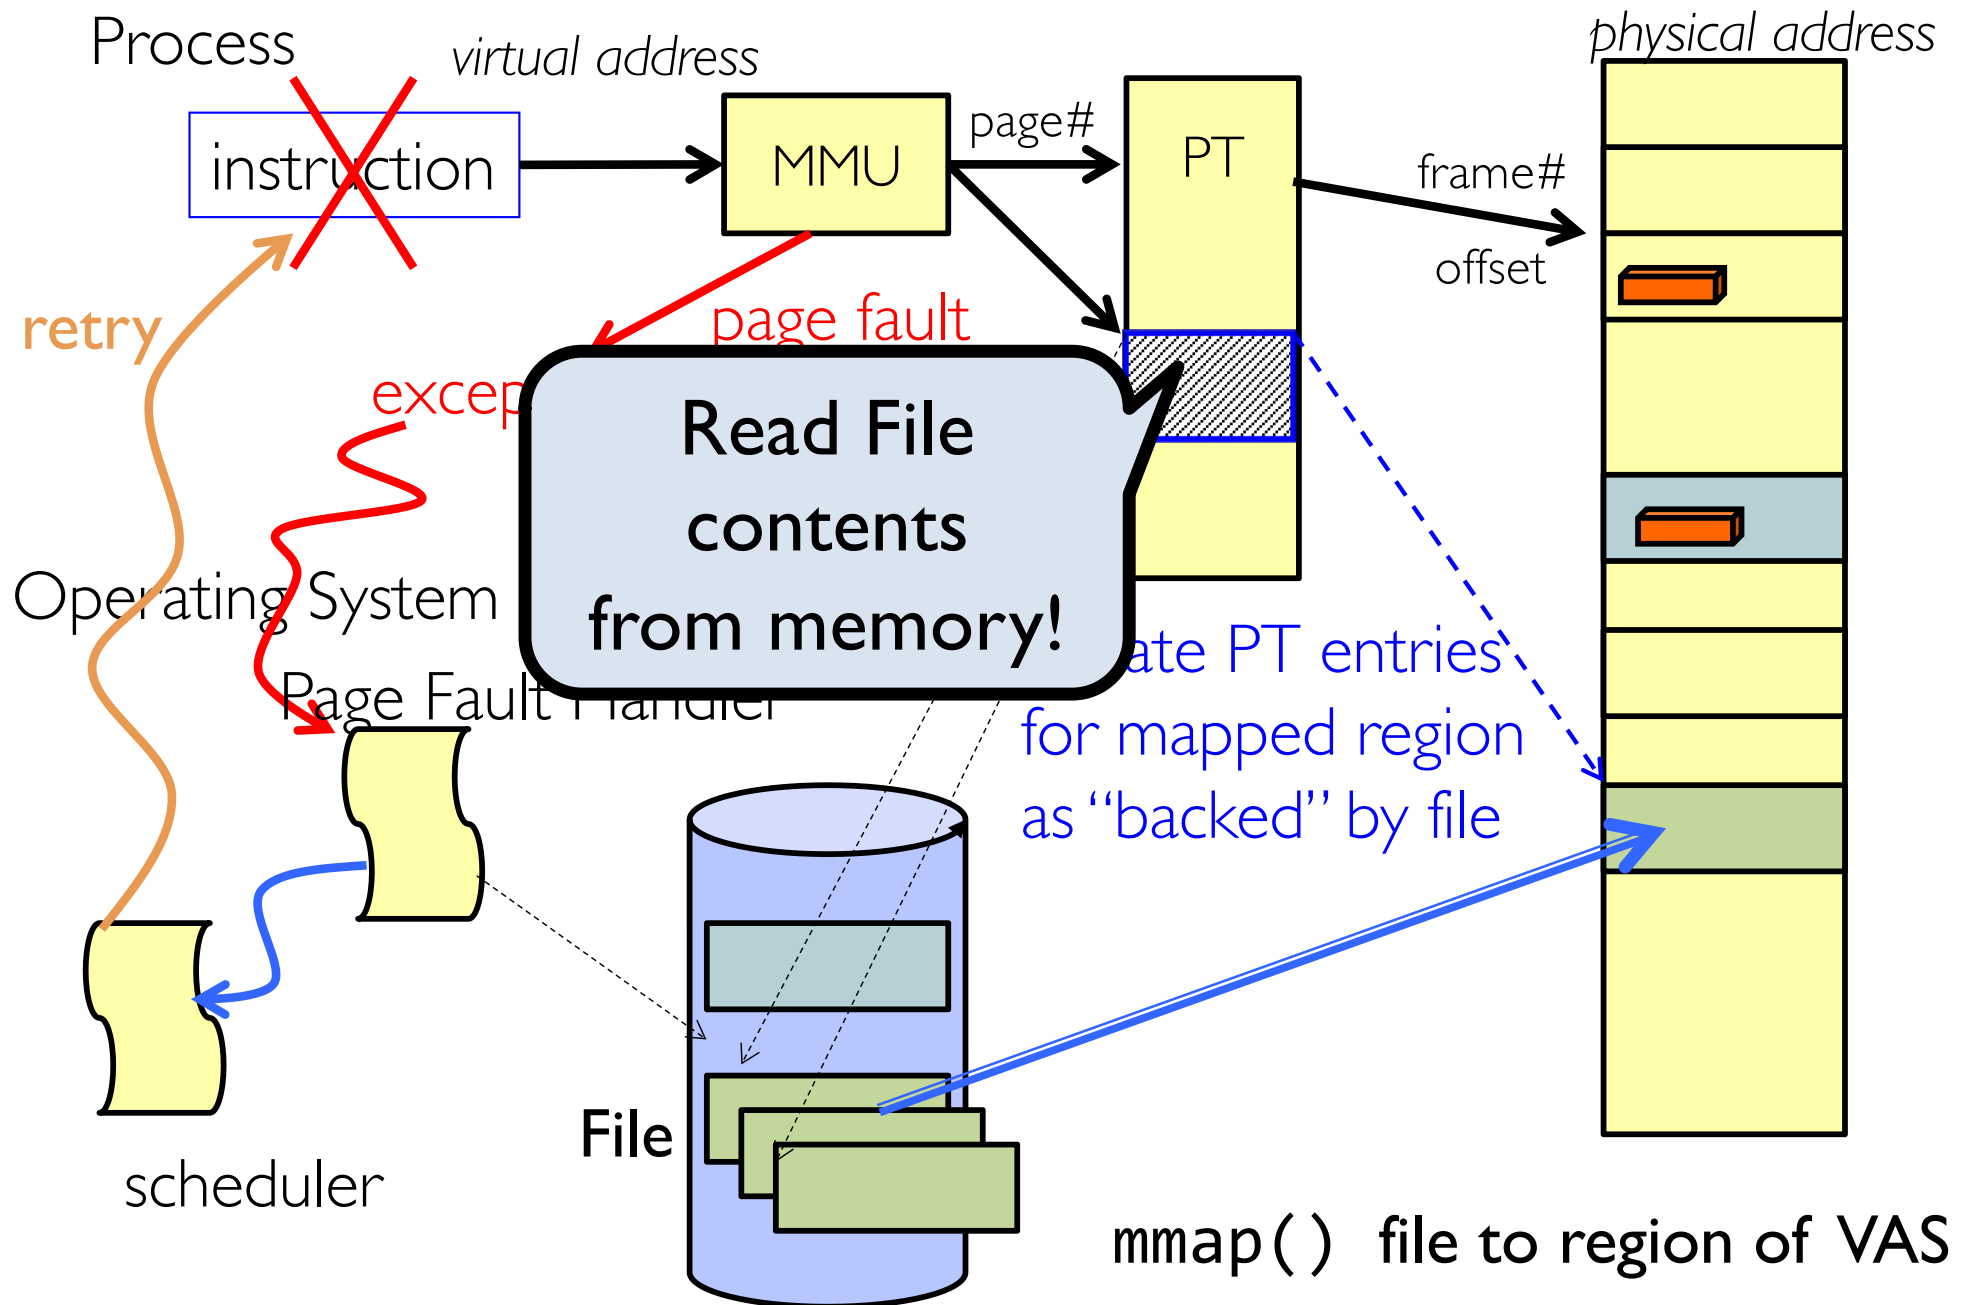 Process
virtual address
physical address
instruction
MMU
page#
PT
frame#
offset
retry
page fault
Read File
contents
from memory!
Operating System
Page Fault Handler
ate PT entries
for mapped region
as “backed” by file
File
scheduler
mmap() file to region of VAS